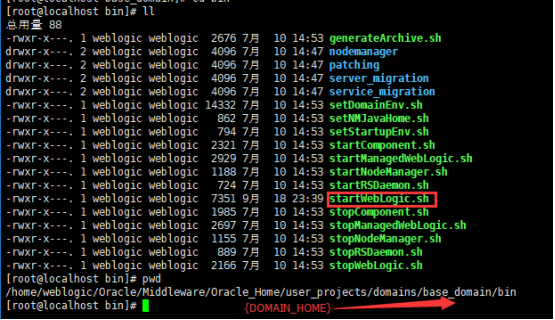 [root@localhost base_domain]# cd bin
[root@localhost bin]# ll
总用量 88
-rwxr-x---. 1 weblogic weblogic 2676 7月 10 14:53 generateArchive.sh
drwxr-x---. 2 weblogic weblogic 4096 7月 10 14:47 nodemanager
drwxr-x---. 2 weblogic weblogic 4096 7月 10 14:47 patching
drwxr-x---. 2 weblogic weblogic 4096 7月 10 14:47 server_migration
drwxr-x---. 2 weblogic weblogic 4096 7月 10 14:47 service_migration
-rwxr-x---. 1 weblogic weblogic 14332 7月 10 14:53 setDomainEnv.sh
-rwxr-x---. 1 weblogic weblogic 862 7月 10 14:53 setNMJavaHome.sh
-rwxr-x---. 1 weblogic weblogic 794 7月 10 14:53 setStartupEnv.sh
-rwxr-x---. 1 weblogic weblogic 2321 7月 10 14:53 startComponent.sh
-rwxr-x---. 1 weblogic weblogic 2929 7月 10 14:53 startManagedWebLogic.sh
-rwxr-x---. 1 weblogic weblogic 1188 7月 10 14:53 startNodeManager.sh
-rwxr-x---. 1 weblogic weblogic 724 7月 10 14:53 startRSDaemon.sh
-rwxr-x---. 1 weblogic weblogic 7351 9月 18 23:39 startWebLogic.sh
-rwxr-x---. 1 weblogic weblogic 1985 7月 10 14:53 stopComponent.sh
-rwxr-x---. 1 weblogic weblogic 2697 7月 10 14:53 stopManagedWebLogic.sh
-rwxr-x---. 1 weblogic weblogic 1155 7月 10 14:53 stopNodeManager.sh
-rwxr-x---. 1 weblogic weblogic 889 7月 10 14:53 stopRSDaemon.sh
-rwxr-x---. 1 weblogic weblogic 2166 7月 10 14:53 stopWebLogic.sh
[root@localhost bin]# pwd
/home/weblogic/Oracle/Middleware/Oracle_Home/user_projects/domains/base_domain/bin
[root@localhost bin]#
{DOMAIN_HOME}